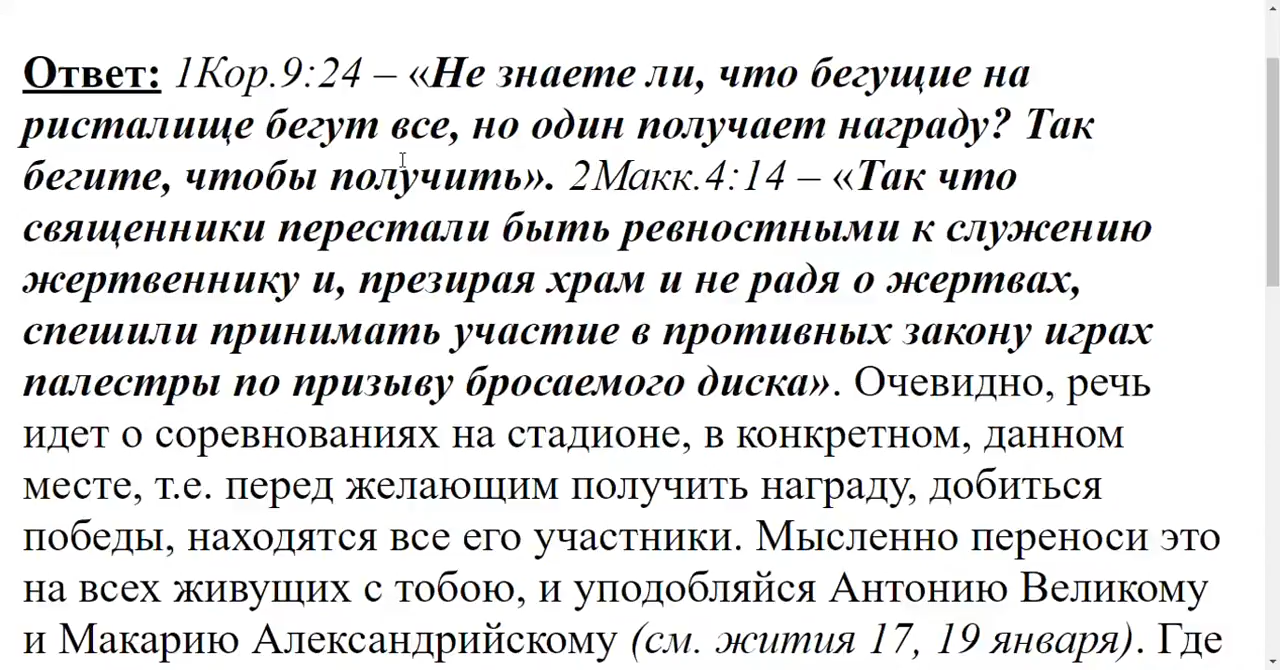 Ответ: 1Кор.9:24 – «Не знаете ли, что бегущие на
ристалище бегут все, но один получает награду? Так
бегите, чтобы получить». 2Макк.4:14 – «Так что
священники перестали быть ревностными к служению
жертвеннику и, презирая храм и не радя о жертвах,
спешили принимать участие в противных закону играх
палестры по призыву бросаемого диска». Очевидно, речь
идет о соревнованиях на стадионе, в конкретном, данном
месте, т.е. перед желающим получить награду, добиться
победы, находятся все его участники. Мысленно переноси это
на всех живущих с тобою, и уподобляйся Антонию Великому
и Макарию Александрийскому (см. жития 17, 19 января). Где